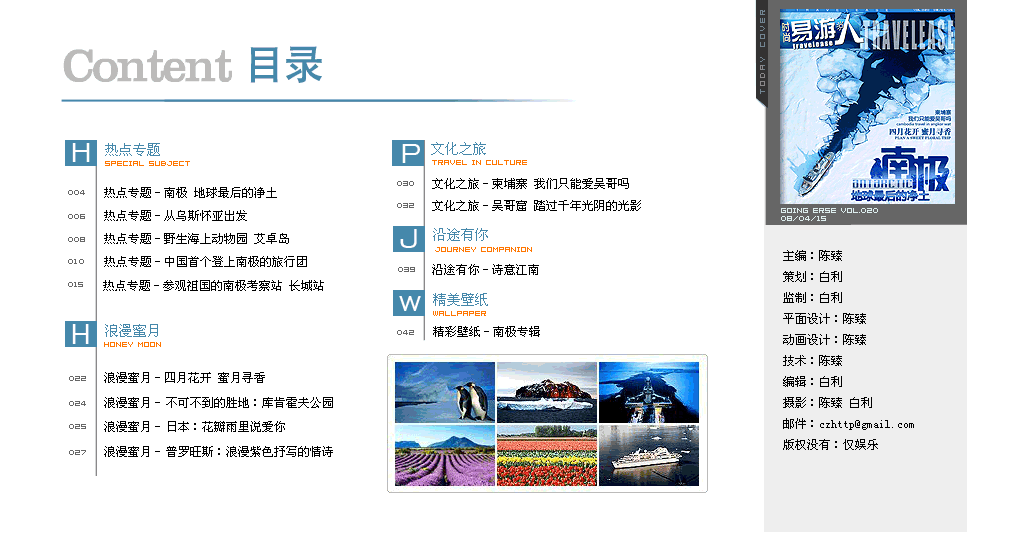 Content 目录
H 热点专题
SPECIAL SUBJECT
004 热点专题-南极 地球最后的净土
006 热点专题-从乌斯怀亚出发
008 热点专题-野生海上动物园 艾卓岛
010 热点专题-中国首个登上南极的旅行团
015 热点专题-参观祖国的南极考察站 长城站
H 浪漫蜜月
HONEY MOON
022 浪漫蜜月-四月花开 蜜月寻香
024 浪漫蜜月- 不可不到的胜地:库肯霍夫公园
025 浪漫蜜月- 日本:花瓣雨里说爱你
027 浪漫蜜月- 普罗旺斯:浪漫紫色抒写的情诗
P 文化之旅
TRAVEL IN CULTURE
030 文化之旅-柬埔寨 我们只能爱吴哥吗
032 文化之旅-吴哥窟 踏过千年光阴的光影
J 沿途有你
JOURNEY COMPANION
039 沿途有你-诗意江南
W 精美壁纸
WALLPAPER
042 精彩壁纸-南极专辑
TODAY COVER
TRAVELEASE
时尚 易游人 TRAVELEASE
travelease
柬埔寨
我们只能爱吴哥吗
cambodia travel in angkor wat
四月花开 蜜月寻香
PLAN A SWEET FLORAL TRIP
南极
ANTARCTIC
地球最后的净土
GOING ERSE VOL.020
08/04/15
主编:陈臻
策划:白利
监制:白利
平面设计:陈臻
动画设计:陈臻
技术:陈臻
编辑:白利
摄影:陈臻 白利
邮件:czhttp@gmail.com
版权没有:仅娱乐